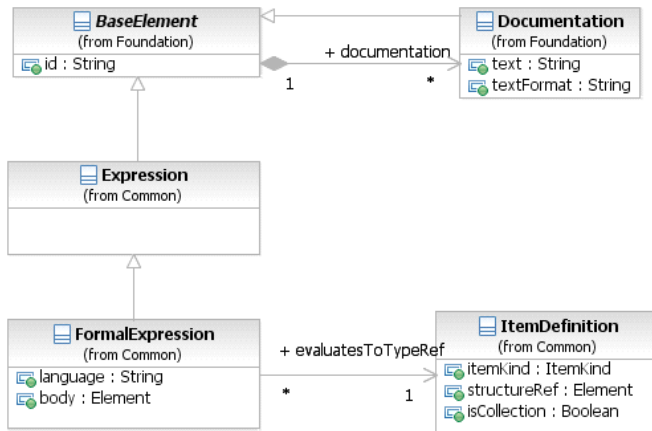 BaseElement
(from Foundation)
id : String
Documentation
(from Foundation)
text : String
textFormat : String
+ documentation
1
*
Expression
(from Common)
FormalExpression
(from Common)
language : String
body : Element
+ evaluatesToTypeRef
*
1
ItemDefinition
(from Common)
itemKind : ItemKind
structureRef : Element
isCollection : Boolean